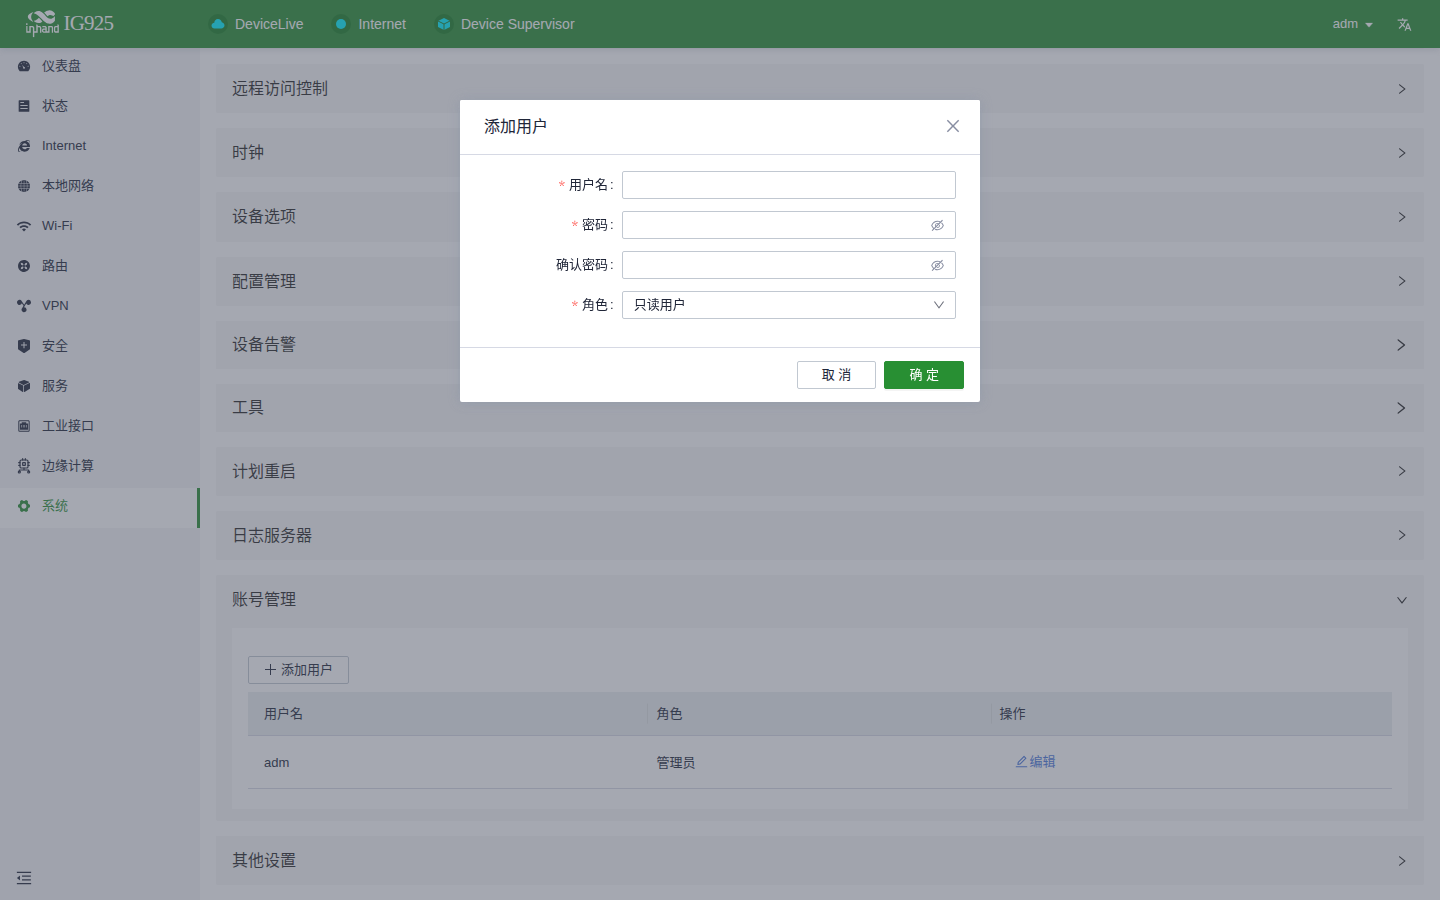 inhand IG925
DeviceLive
Internet
Device Supervisor
adm
仪表盘
状态
Internet
本地网络
Wi-Fi
路由
VPN
安全
服务
工业接口
边缘计算
系统
远程访问控制
时钟
设备选项
配置管理
设备告警
工具
计划重启
日志服务器
账号管理
添加用户
用户名 角色 操作
adm 管理员 编辑
其他设置
添加用户
* 用户名 :
* 密码 :
确认密码 :
* 角色 : 只读用户
取 消 确 定